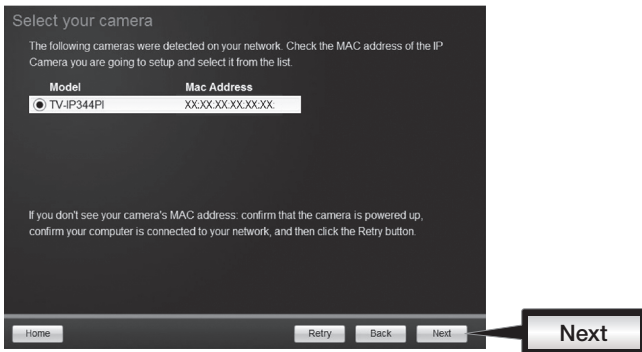 Select your camera
The following cameras were detected on your network. Check the MAC address of the IP
Camera you are going to setup and select it from the list.
Model Mac Address
TV-IP344PI XX:XX:XX:XX:XX:XX:
If you don't see your camera's MAC address: confirm that the camera is powered up,
confirm your computer is connected to your network, and then click the Retry button.
Home Retry Back Next
Next